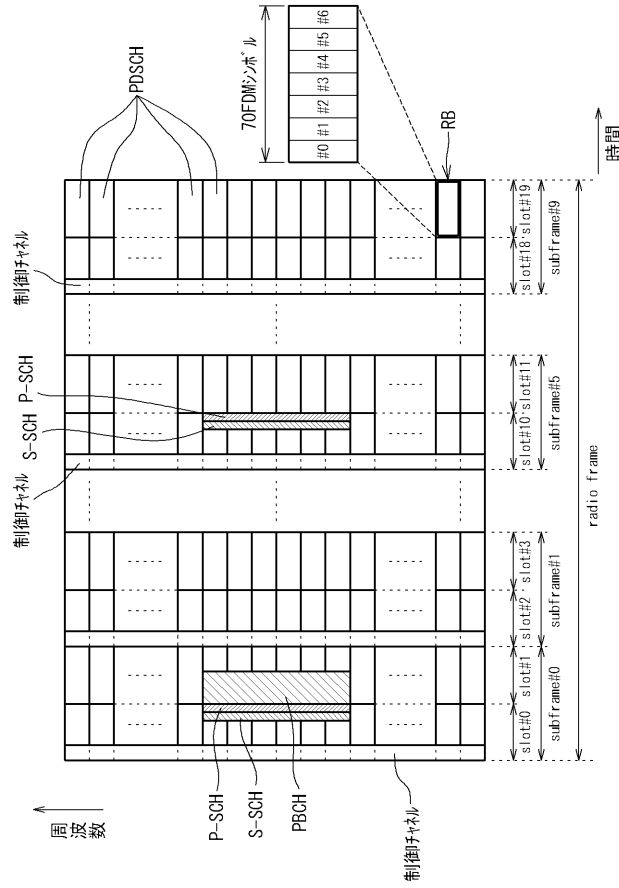 70FDMシンボル
#0 #1 #2 #3 #4 #5 #6
PDSCH
RB
時間
制御チャネル
P-SCH
S-SCH
制御チャネル
slot#0 slot#1 slot#2 slot#3 slot#10 slot#11 slot#18 slot#19
subframe#0 subframe#1 subframe#5 subframe#9
radio frame
周波数
P-SCH
S-SCH
PBCH
制御チャネル